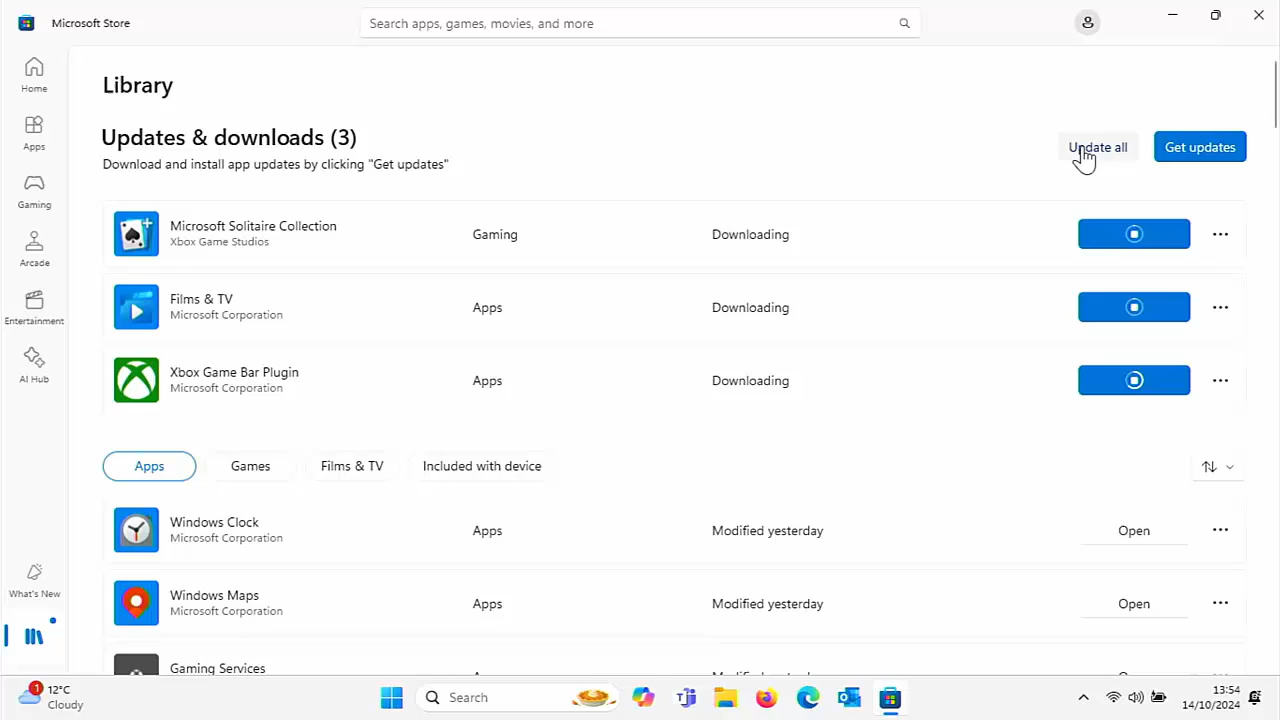 Microsoft Store
Search apps, games, movies, and more
Home
Apps
Gaming
Arcade
Entertainment
AI Hub
What's New
Library
Updates & downloads (3)
Download and install app updates by clicking "Get updates"
Update all
Get updates
Microsoft Solitaire Collection
Xbox Game Studios
Gaming
Downloading
Films & TV
Microsoft Corporation
Apps
Downloading
Xbox Game Bar Plugin
Microsoft Corporation
Apps
Downloading
Apps
Games
Films & TV
Included with device
Windows Clock
Microsoft Corporation
Apps
Modified yesterday
Open
Windows Maps
Microsoft Corporation
Apps
Modified yesterday
Open
Gaming Services
1
12°C
Cloudy
Search
13:54
14/10/2024